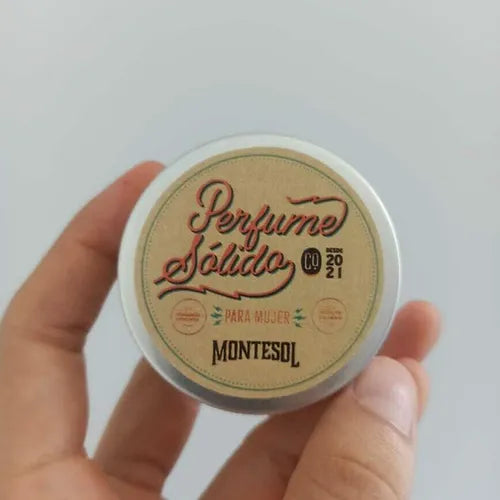 Perfume
Sólido
CO
DESDE
20
21
PARA MUJER
MONTESOL